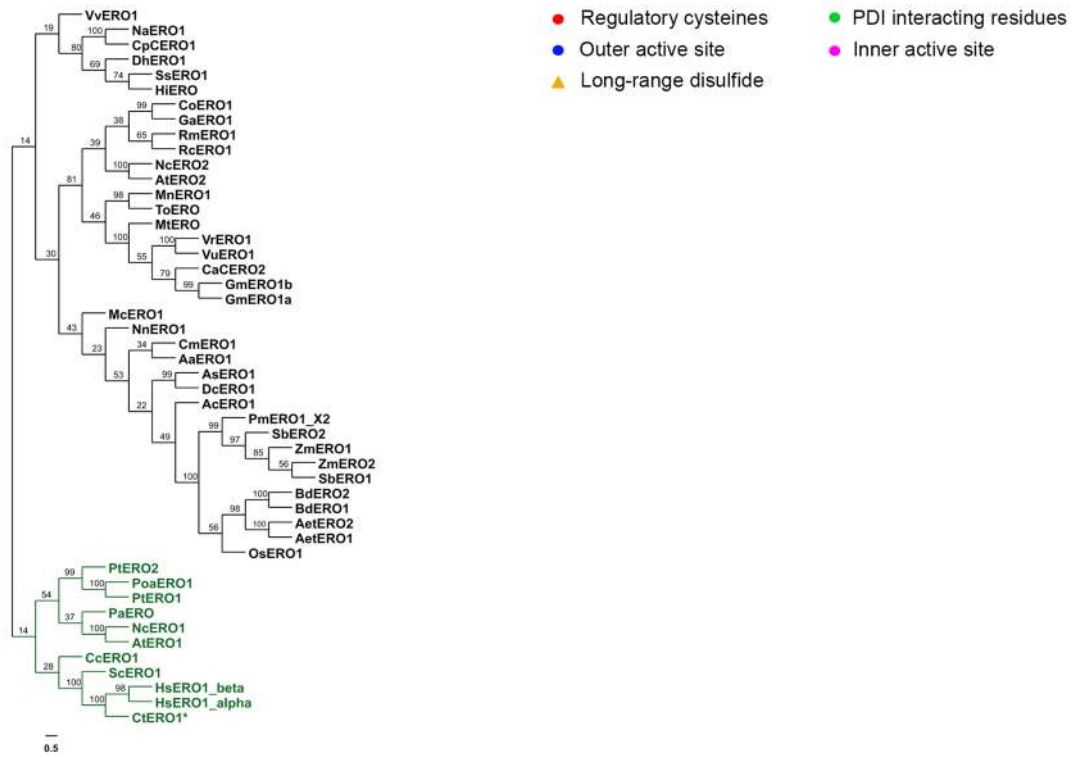 Regulatory cysteines
PDI interacting residues
Outer active site
Inner active site
Long-range disulfide
19
VvERO1
100
NaERO1
80
CpCERO1
69
DhERO1
74
SsERO1
HiERO
14
99
CoERO1
38
GaERO1
39
65
RmERO1
RcERO1
100
NcERO2
AtERO2
81
98
MnERO1
ToERO
46
MtERO
100
100
VrERO1
55
VuERO1
79
CaCERO2
99
GmERO1b
GmERO1a
30
McERO1
43
NnERO1
23
34
CmERO1
AaERO1
53
99
AsERO1
DcERO1
22
AcERO1
49
99
PmERO1_X2
97
SbERO2
85
ZmERO1
56
ZmERO2
SbERO1
100
100
BdERO2
BdERO1
98
100
AetERO2
AetERO1
56
OsERO1
99
PtERO2
100
PoaERO1
PtERO1
54
37
PaERO
100
NcERO1
AtERO1
14
CcERO1
28
ScERO1
100
98
HsERO1_beta
HsERO1_alpha
100
CtERO1*
0.5